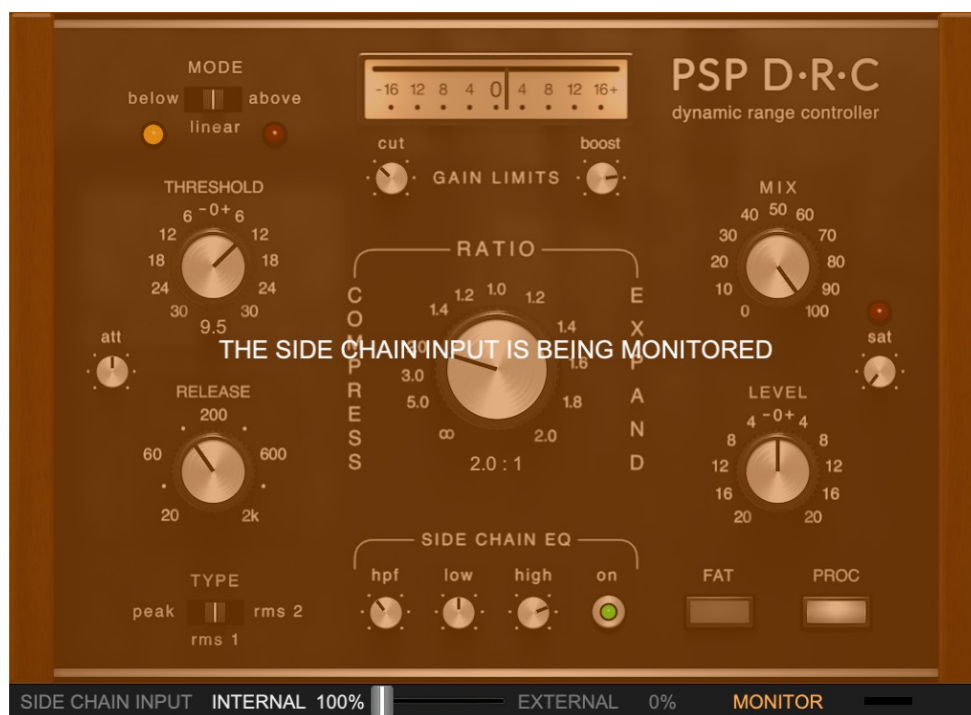 MODE
below above
linear
-16 12 8 4 0 4 8 12 16+
PSP D·R·C
dynamic range controller
cut boost
GAIN LIMITS
THRESHOLD
6 -0+ 6
12 12
18 18
24 24
30 30
9.5
MIX
40 50 60
30 70
20 80
10 90
0 100
RATIO
COMPRESS
EXPAND
1.2 1.0 1.2
1.4 1.4
2.0 1.6
3.0
5.0 1.8
∞ 2.0
2.0 : 1
THE SIDE CHAIN INPUT IS BEING MONITORED
att
sat
RELEASE
200
60 600
20 2k
LEVEL
4 -0+ 4
8 8
12 12
16 16
20 20
SIDE CHAIN EQ
hpf low high on
TYPE
peak rms 2
rms 1
FAT PROC
SIDE CHAIN INPUT INTERNAL 100% EXTERNAL 0% MONITOR